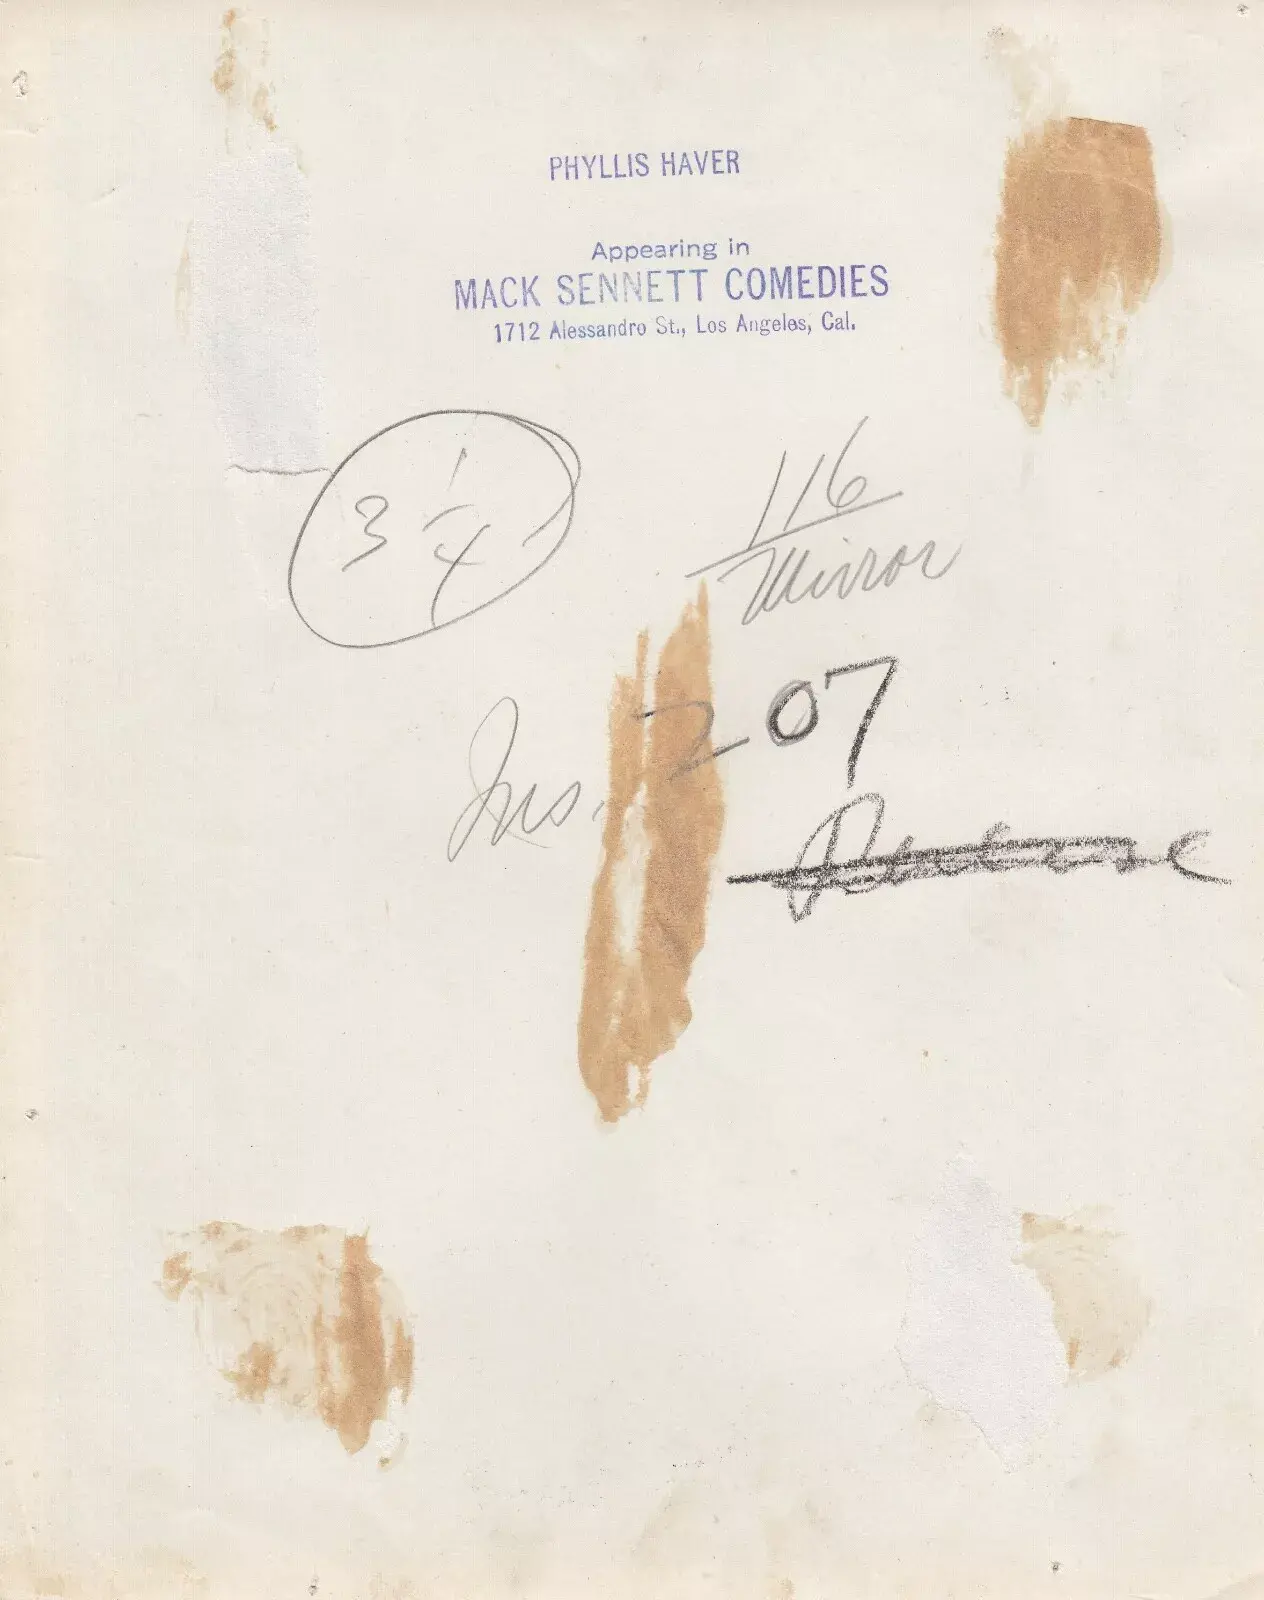 PHYLLIS HAVER
Appearing in
MACK SENNETT COMEDIES
1712 Alessandro St., Los Angeles, Cal.
3 1/4
116
Mirror
207